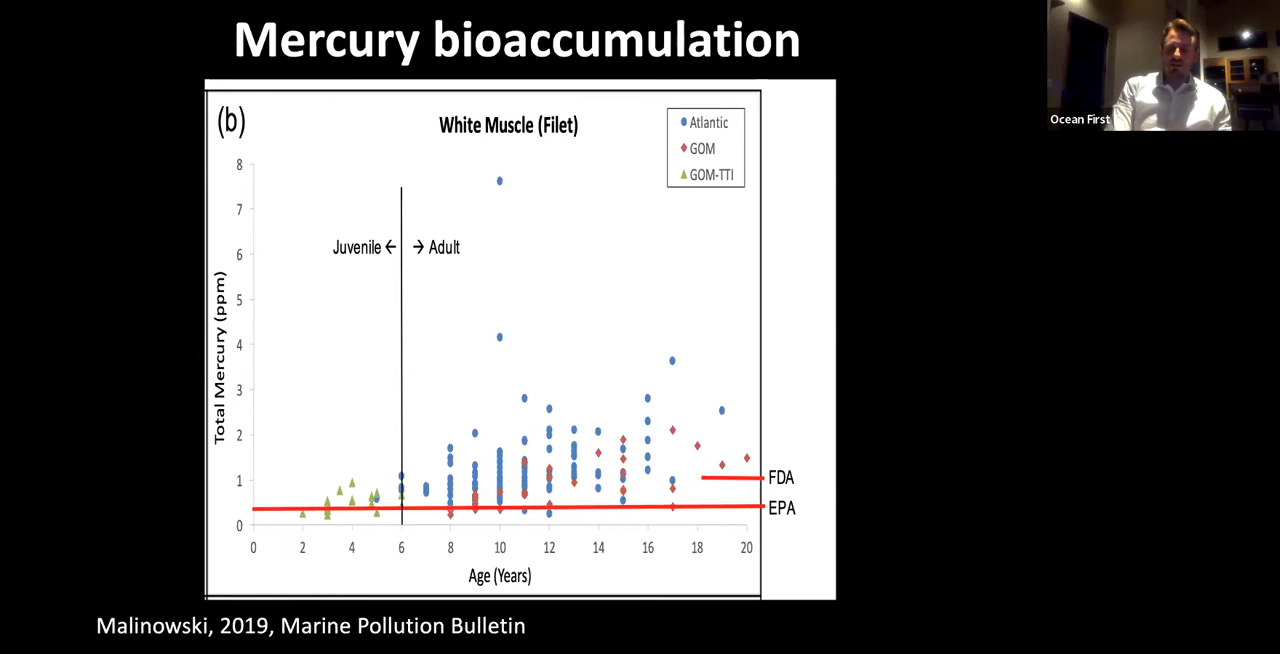 Mercury bioaccumulation
Ocean First
(b)
White Muscle (Filet)
Atlantic
GOM
GOM-TTI
8
7
6
5
4
3
2
1
0
Juvenile ← → Adult
Total Mercury (ppm)
FDA
EPA
0 2 4 6 8 10 12 14 16 18 20
Age (Years)
Malinowski, 2019, Marine Pollution Bulletin